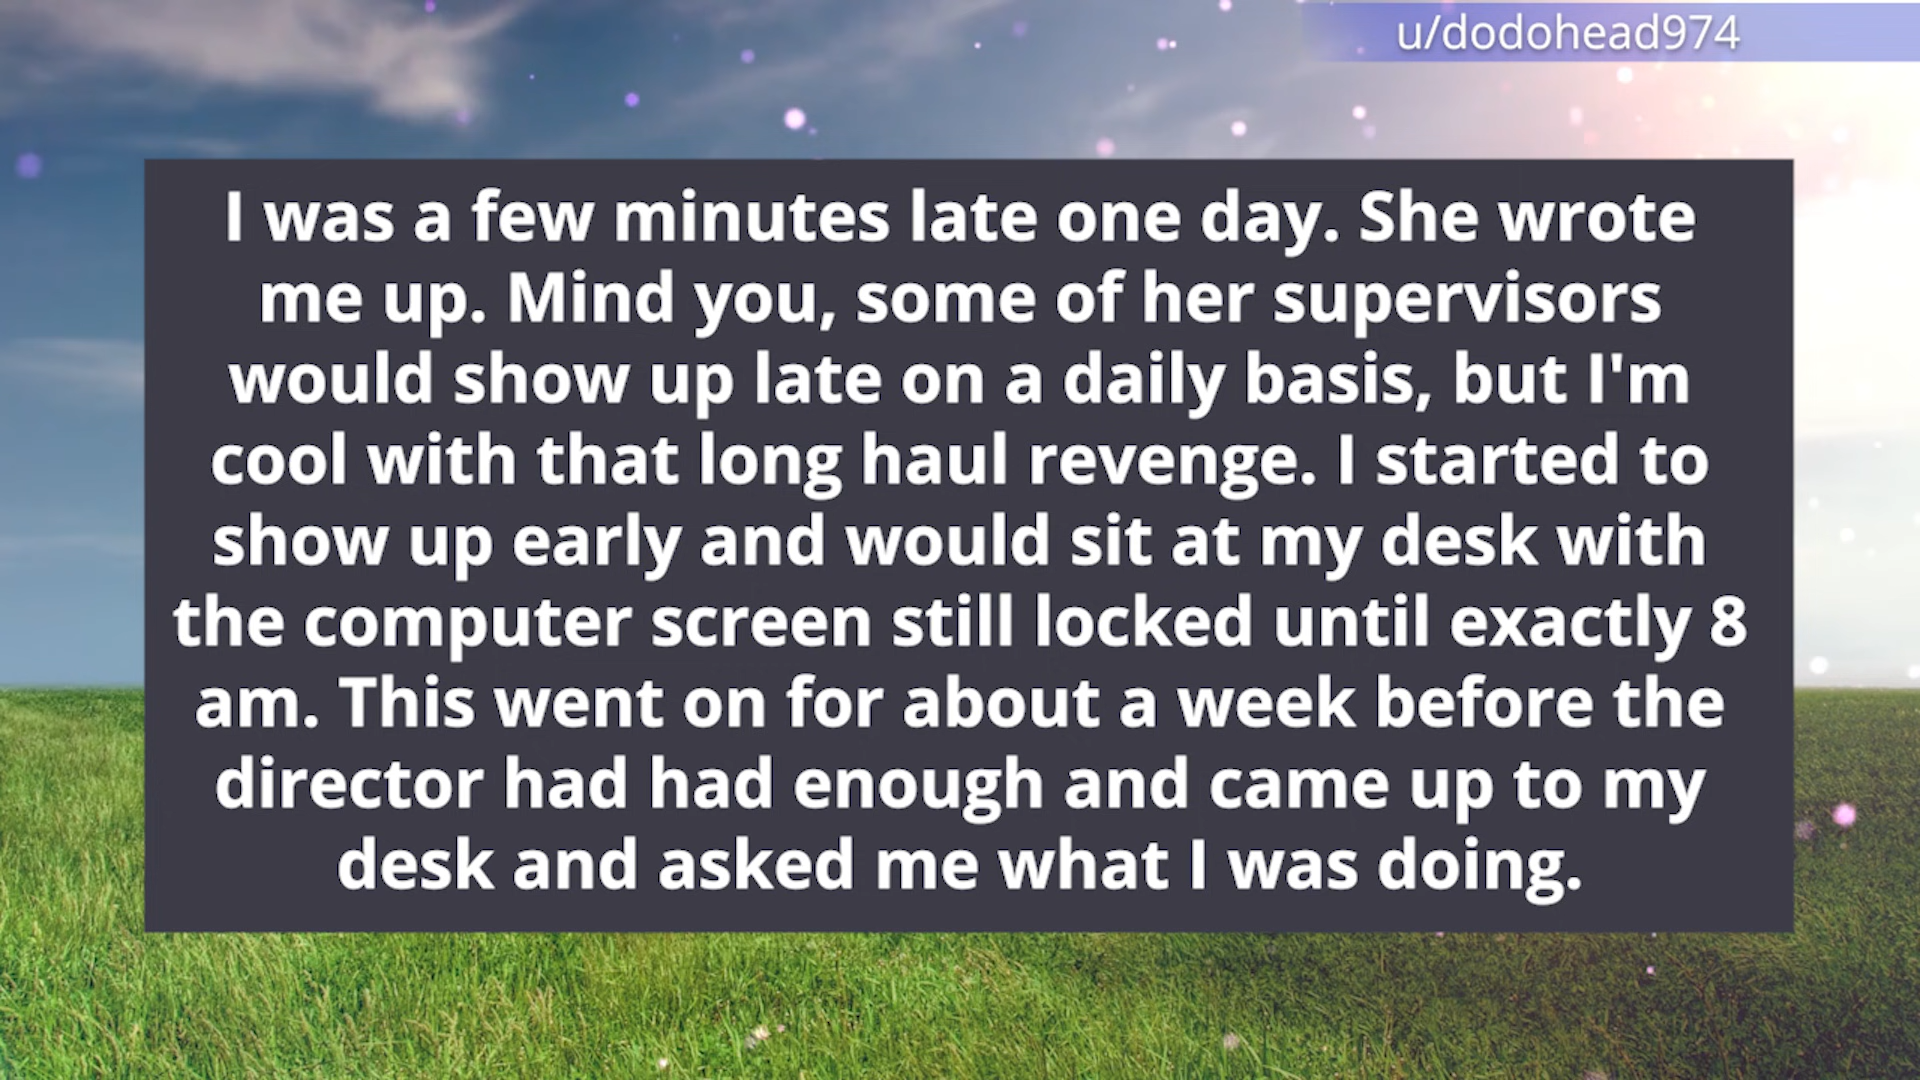 u/dodohead974
I was a few minutes late one day. She wrote
me up. Mind you, some of her supervisors
would show up late on a daily basis, but I'm
cool with that long haul revenge. I started to
show up early and would sit at my desk with
the computer screen still locked until exactly 8
am. This went on for about a week before the
director had had enough and came up to my
desk and asked me what I was doing.